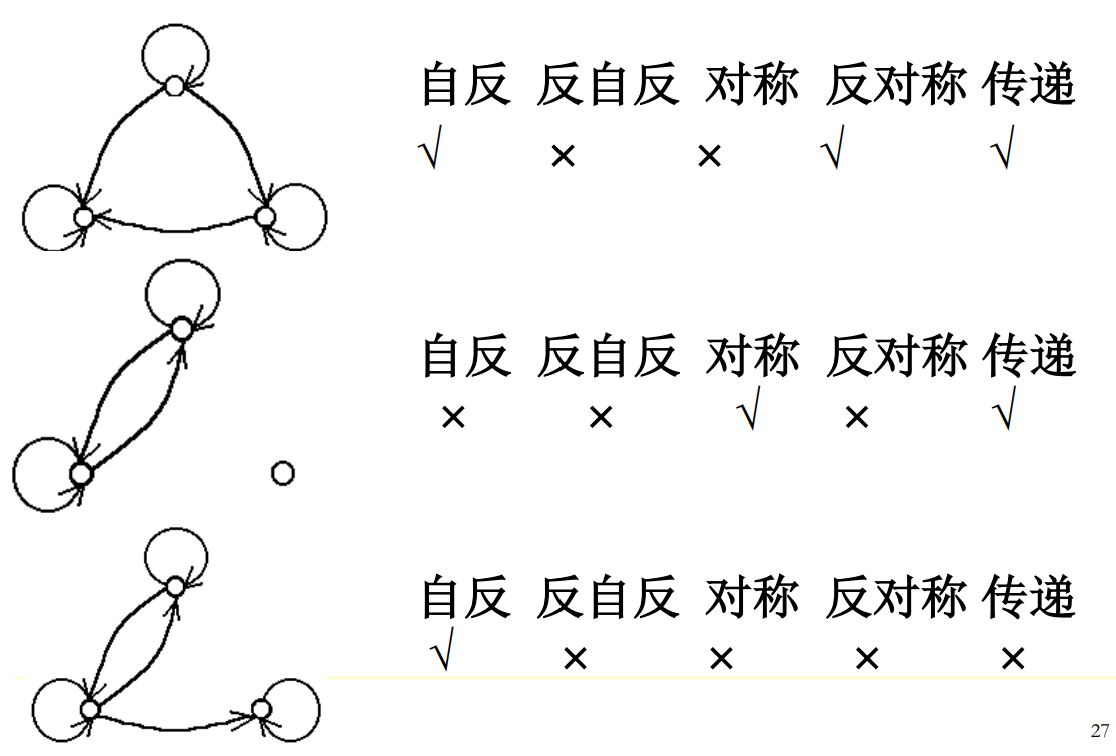 自反 反自反 对称 反对称 传递
√ × × √ √
自反 反自反 对称 反对称 传递
× × √ × √
自反 反自反 对称 反对称 传递
√ × × × ×
27